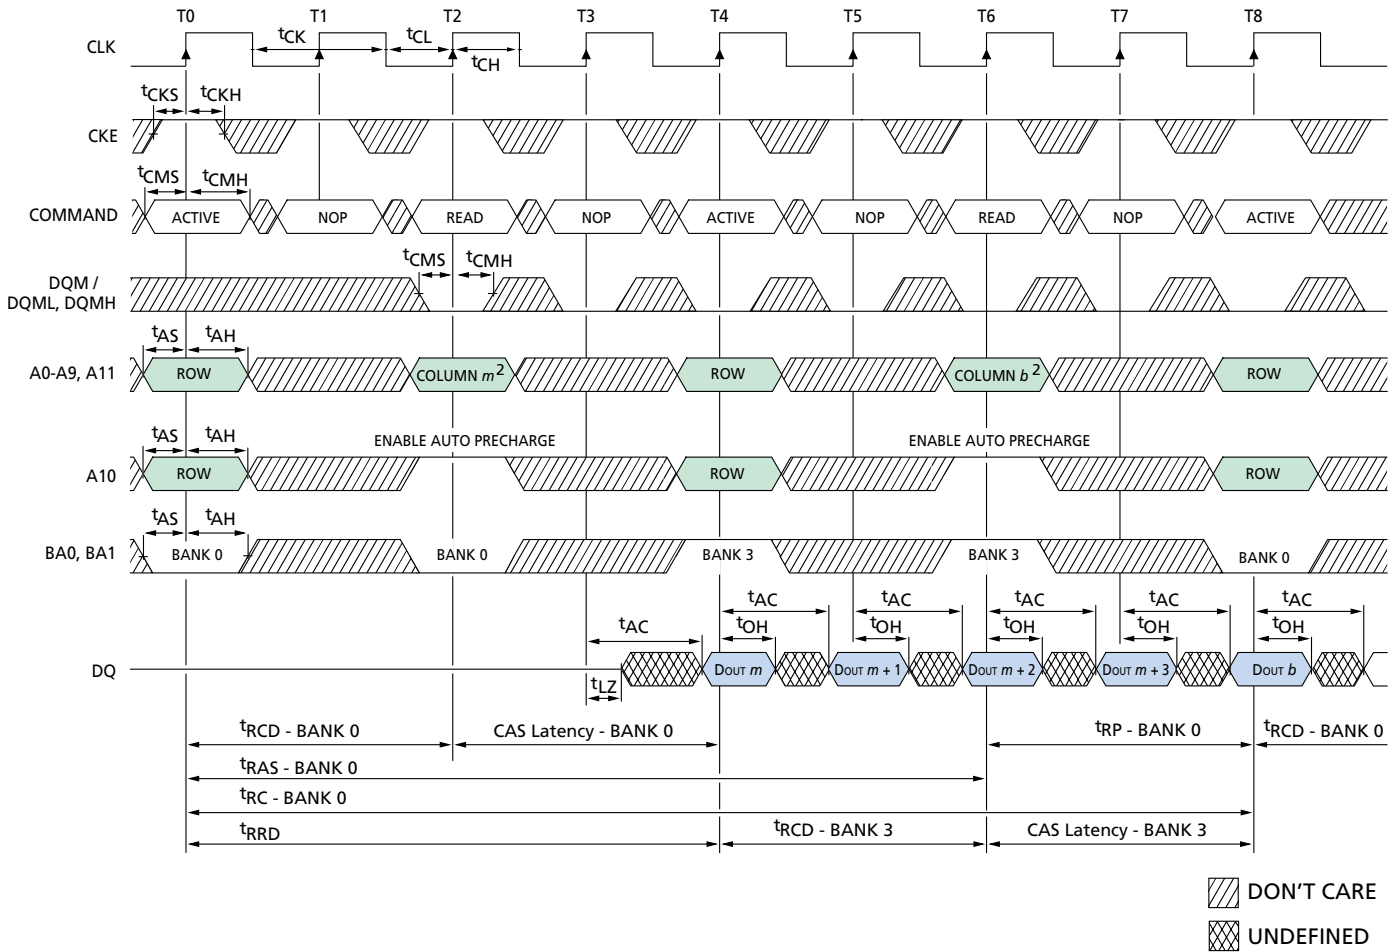 T0 T1 T2 T3 T4 T5 T6 T7 T8
CLK tCK tCL tCH
tCKS tCKH
CKE
tCMS tCMH
COMMAND ACTIVE NOP READ NOP ACTIVE NOP READ NOP ACTIVE
tCMS tCMH
DQM /
DQML, DQMH
tAS tAH
A0-A9, A11 ROW COLUMN m2 ROW COLUMN b2 ROW
tAS tAH ENABLE AUTO PRECHARGE ENABLE AUTO PRECHARGE
A10 ROW ROW ROW
tAS tAH
BA0, BA1 BANK 0 BANK 0 BANK 3 BANK 3 BANK 0
tAC tAC tAC tAC tAC tAC
tOH tOH tOH tOH tOH
DQ DOUT m DOUT m + 1 DOUT m + 2 DOUT m + 3 DOUT b
tLZ
tRCD - BANK 0 CAS Latency - BANK 0 tRP - BANK 0 tRCD - BANK 0
tRAS - BANK 0
tRC - BANK 0
tRRD tRCD - BANK 3 CAS Latency - BANK 3
DON'T CARE
UNDEFINED